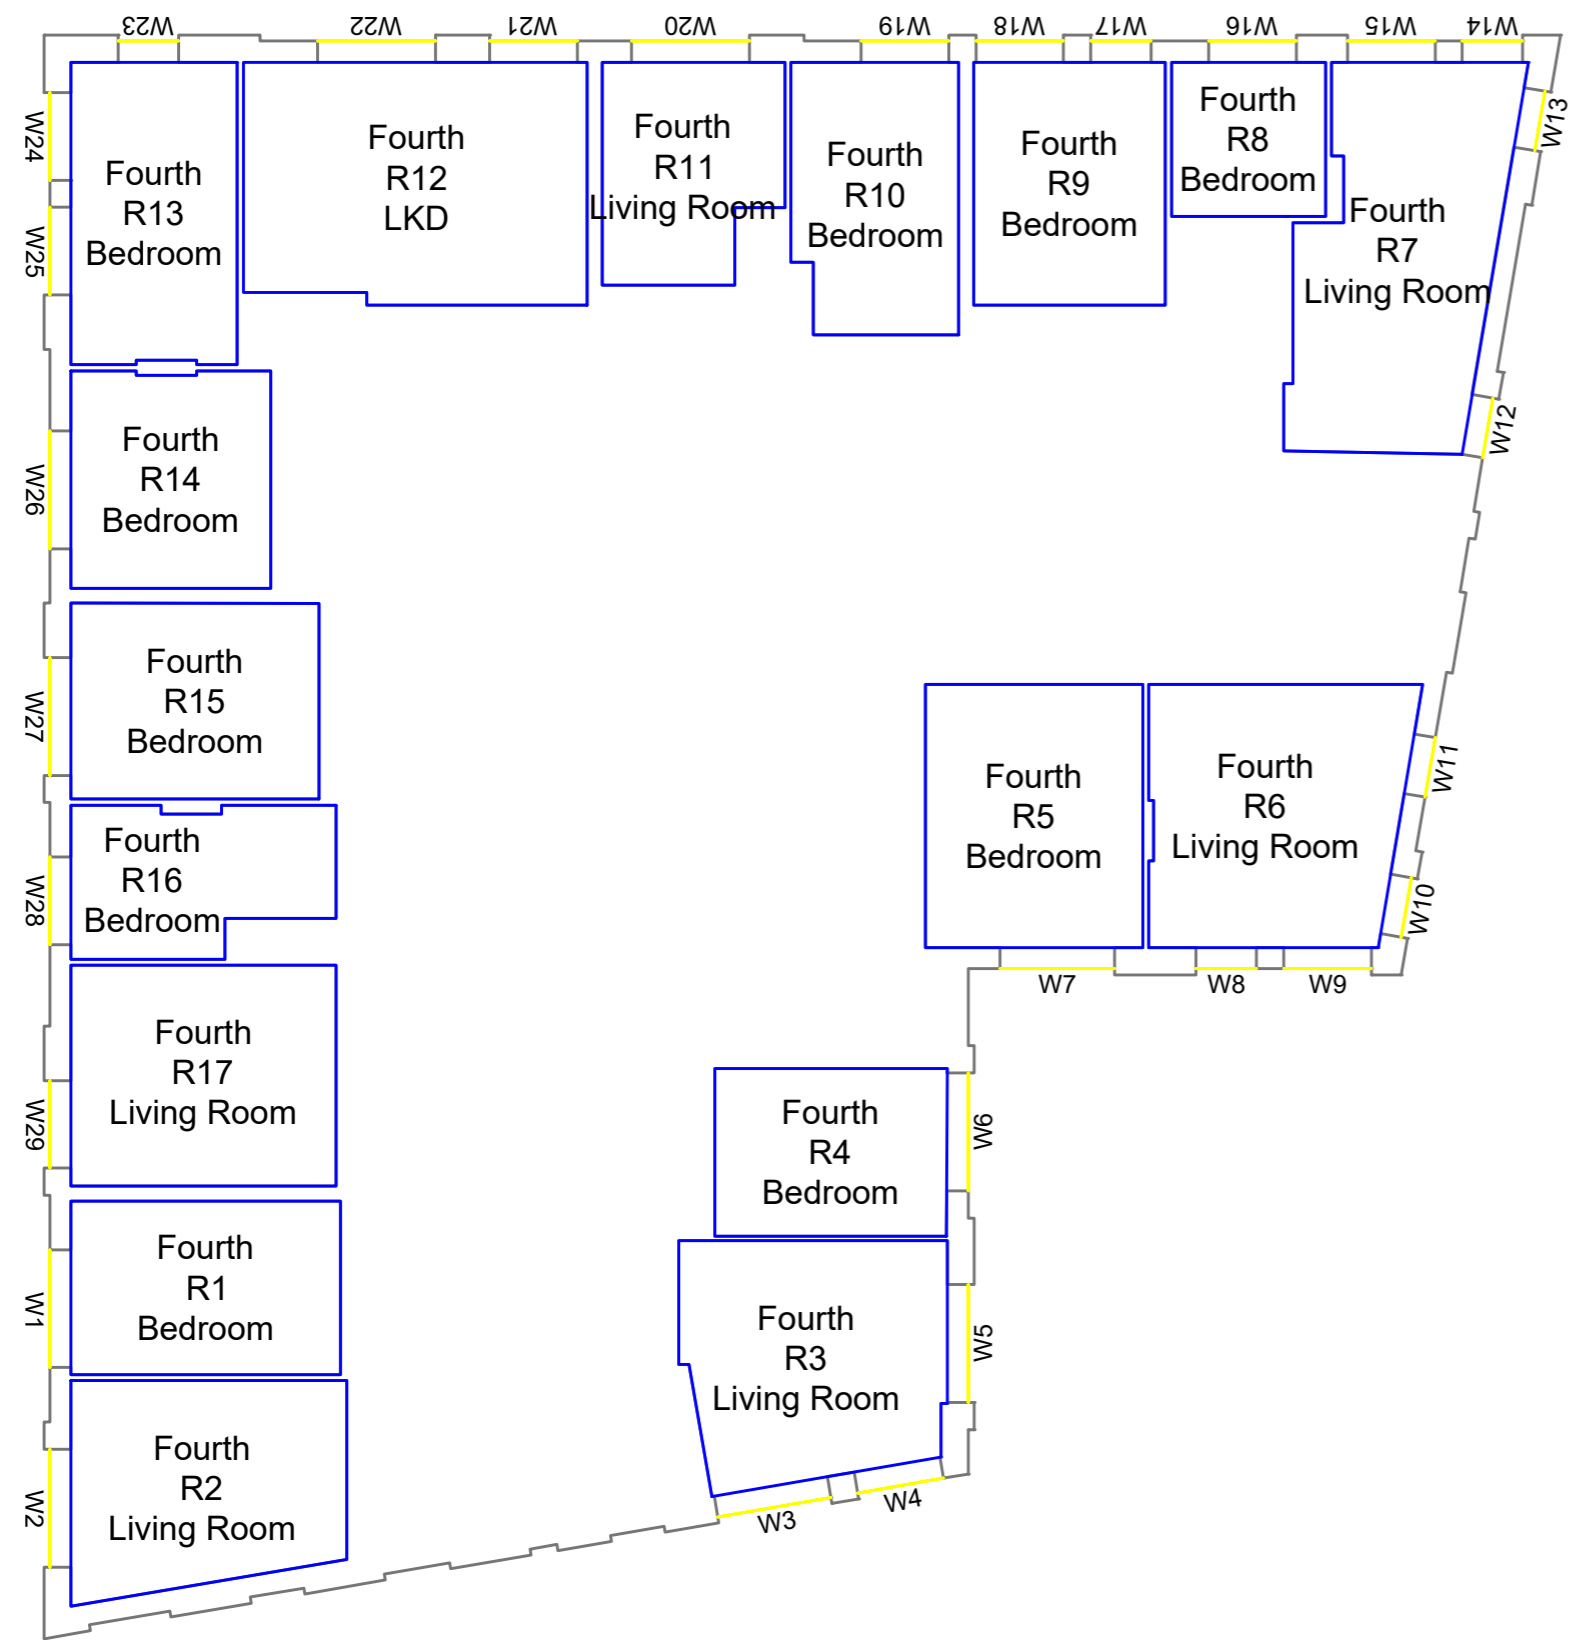 W23
W22
W21
W20
W19
W18
W17
W16
W15
W14
W13
W24
W25
Fourth
R13
Bedroom
Fourth
R12
LKD
Fourth
R11
Living Room
Fourth
R10
Bedroom
Fourth
R9
Bedroom
Fourth
R8
Bedroom
Fourth
R7
Living Room
W12
W26
Fourth
R14
Bedroom
W27
Fourth
R15
Bedroom
Fourth
R5
Bedroom
Fourth
R6
Living Room
W11
W10
W28
Fourth
R16
Bedroom
W7
W8
W9
W29
Fourth
R17
Living Room
Fourth
R4
Bedroom
W6
W1
Fourth
R1
Bedroom
Fourth
R3
Living Room
W5
W2
Fourth
R2
Living Room
W3
W4